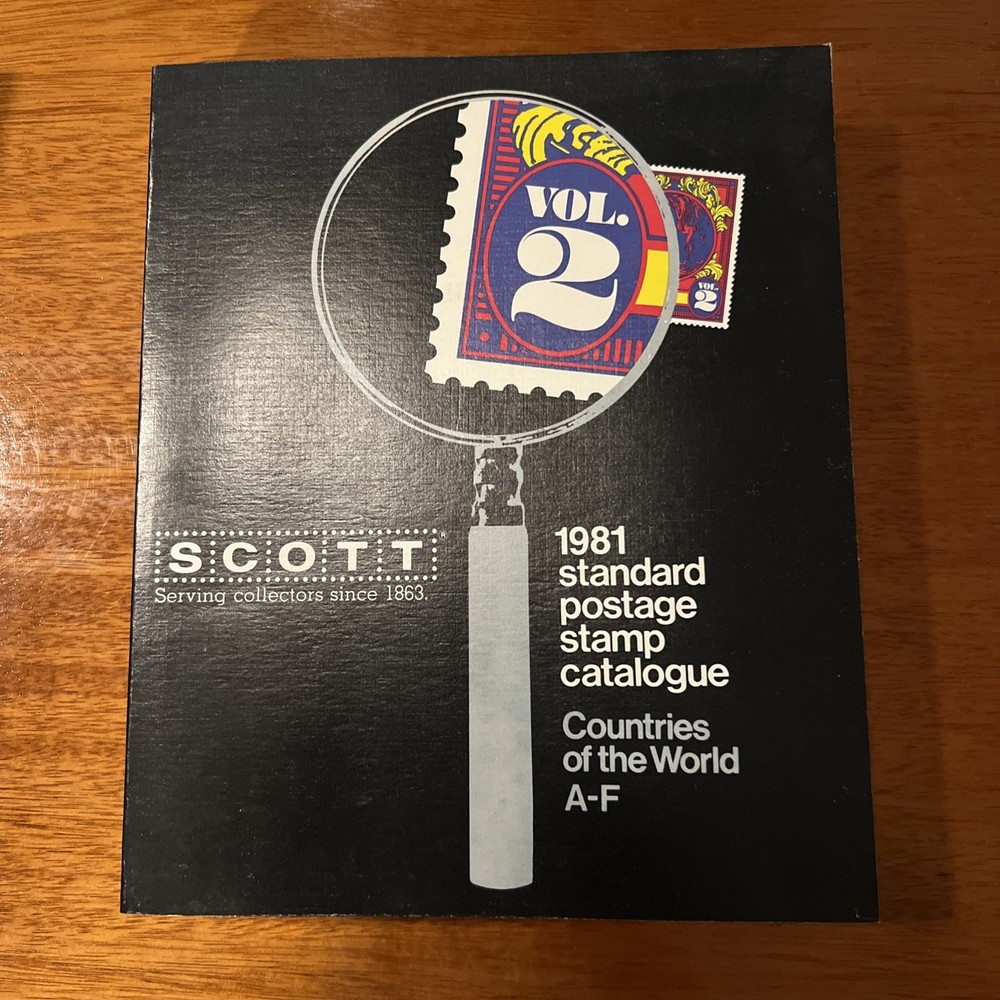 VOL.
2
VOL.
2
SCOTT®
Serving collectors since 1863.
1981
standard
postage
stamp
catalogue
Countries
of the World
A-F